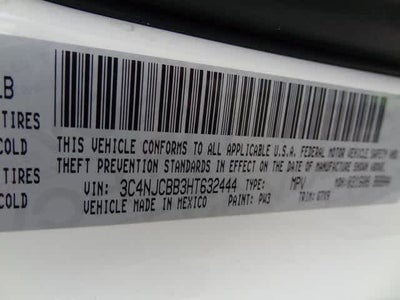 LB
TIRES
COLD
TIRES
COLD
THIS VEHICLE CONFORMS TO ALL APPLICABLE U.S.A. FEDERAL MOTOR VEHICLE SAFETY AND
THEFT PREVENTION STANDARDS IN EFFECT ON THE DATE OF MANUFACTURE SHOWN ABOVE.
VIN: 3C4NJCBB3HT632444 TYPE: MPV MDH:
VEHICLE MADE IN MEXICO PAINT: PW3 TRIM: